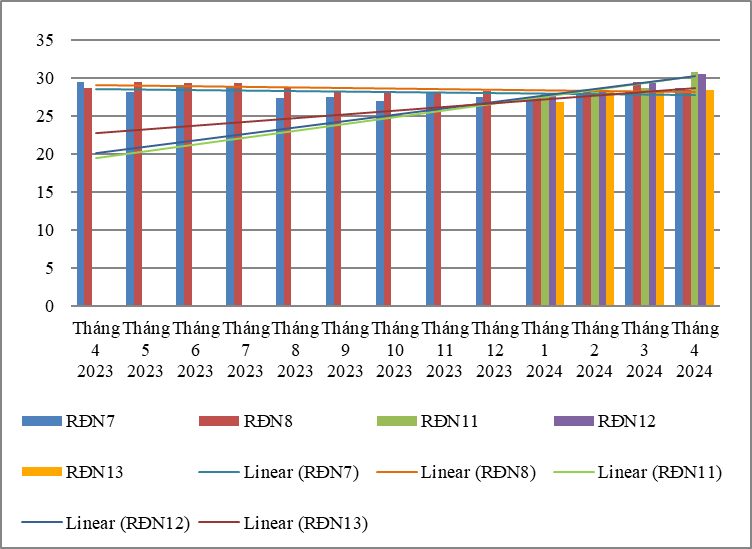 35
30
25
20
15
10
5
0
Tháng Tháng Tháng Tháng Tháng Tháng Tháng Tháng Tháng Tháng Tháng Tháng Tháng
4 5 6 7 8 9 10 11 12 1 2 3 4
2023 2023 2023 2023 2023 2023 2023 2023 2023 2024 2024 2024 2024
RĐN7 RĐN8 RĐN11 RĐN12
RĐN13 Linear (RĐN7) Linear (RĐN8) Linear (RĐN11)
Linear (RĐN12) Linear (RĐN13)